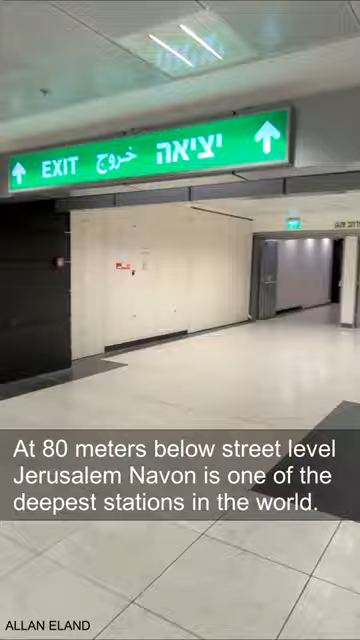 EXIT خروج יציאה
At 80 meters below street level
Jerusalem Navon is one of the
deepest stations in the world.
ALLAN ELAND